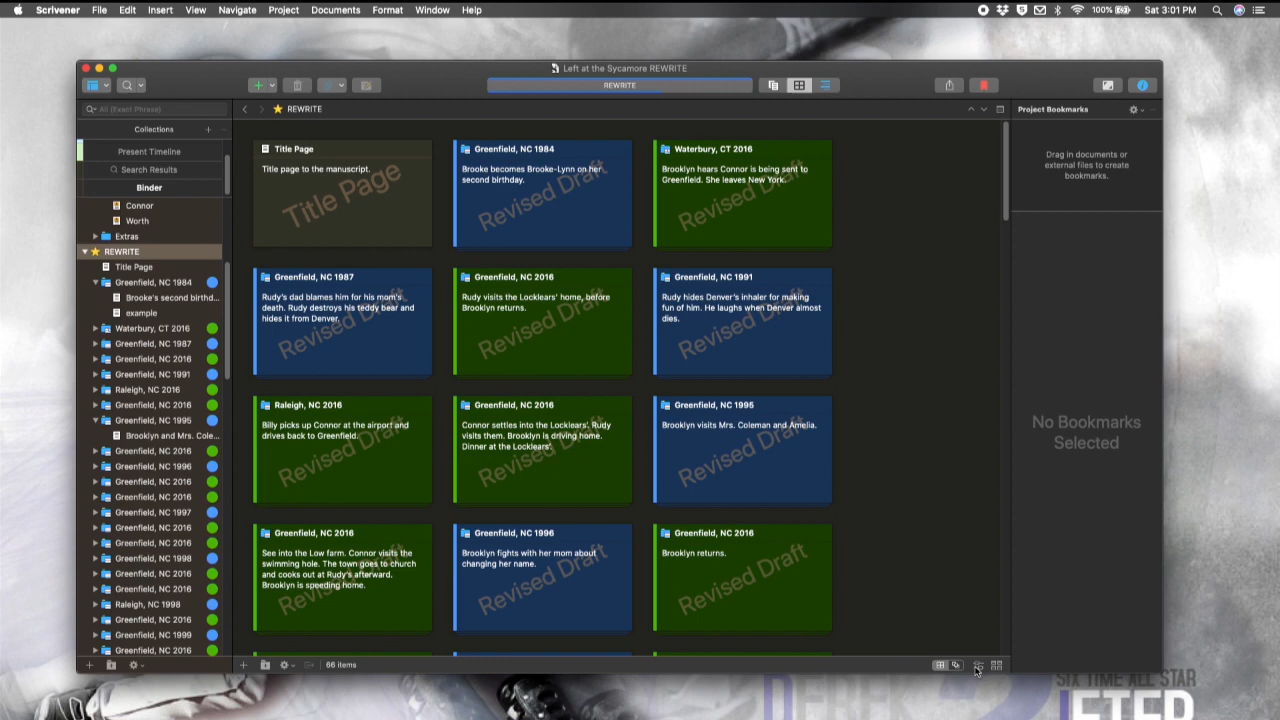 Scrivener File Edit Insert View Navigate Project Documents Format Window Help 100% Sat 3:01 PM
Left at the Sycamore REWRITE
REWRITE
All (Exact Phrase)
Collections
Present Timeline
Search Results
Binder
Connor
Worth
Extras
REWRITE
Title Page
Greenfield, NC 1984
Brooke's second birthd...
example
Waterbury, CT 2016
Greenfield, NC 1987
Greenfield, NC 2016
Greenfield, NC 1991
Raleigh, NC 2016
Greenfield, NC 2016
Greenfield, NC 1995
Brooklyn and Mrs. Cole...
Greenfield, NC 2016
Greenfield, NC 1996
Greenfield, NC 2016
Greenfield, NC 2016
Greenfield, NC 1997
Greenfield, NC 2016
Greenfield, NC 2016
Greenfield, NC 1998
Greenfield, NC 2016
Greenfield, NC 2016
Raleigh, NC 1998
Greenfield, NC 2016
Greenfield, NC 1999
Greenfield, NC 2016
REWRITE
Title Page
Title page to the manuscript.
Title Page
Greenfield, NC 1984
Brooke becomes Brooke-Lynn on her
second birthday.
Revised Draft
Waterbury, CT 2016
Brooklyn hears Connor is being sent to
Greenfield. She leaves New York.
Revised Draft
Greenfield, NC 1987
Rudy's dad blames him for his mom's
death. Rudy destroys his teddy bear and
hides it from Denver.
Revised Draft
Greenfield, NC 2016
Rudy visits the Locklears' home, before
Brooklyn returns.
Revised Draft
Greenfield, NC 1991
Rudy hides Denver's inhaler for making
fun of him. He laughs when Denver almost
dies.
Revised Draft
Raleigh, NC 2016
Billy picks up Connor at the airport and
drives back to Greenfield.
Revised Draft
Greenfield, NC 2016
Connor settles into the Locklears'. Rudy
visits them. Brooklyn is driving home.
Dinner at the Locklears'.
Revised Draft
Greenfield, NC 1995
Brooklyn visits Mrs. Coleman and Amelia.
Revised Draft
Greenfield, NC 2016
See into the Low farm. Connor visits the
swimming hole. The town goes to church
and cooks out at Rudy's afterward.
Brooklyn is speeding home.
Revised Draft
Greenfield, NC 1996
Brooklyn fights with her mom about
changing her name.
Revised Draft
Greenfield, NC 2016
Brooklyn returns.
Revised Draft
66 items
Project Bookmarks
Drag in documents or
external files to create
bookmarks.
No Bookmarks
Selected
SIX TIME ALL STAR
DEREK 2
JETER